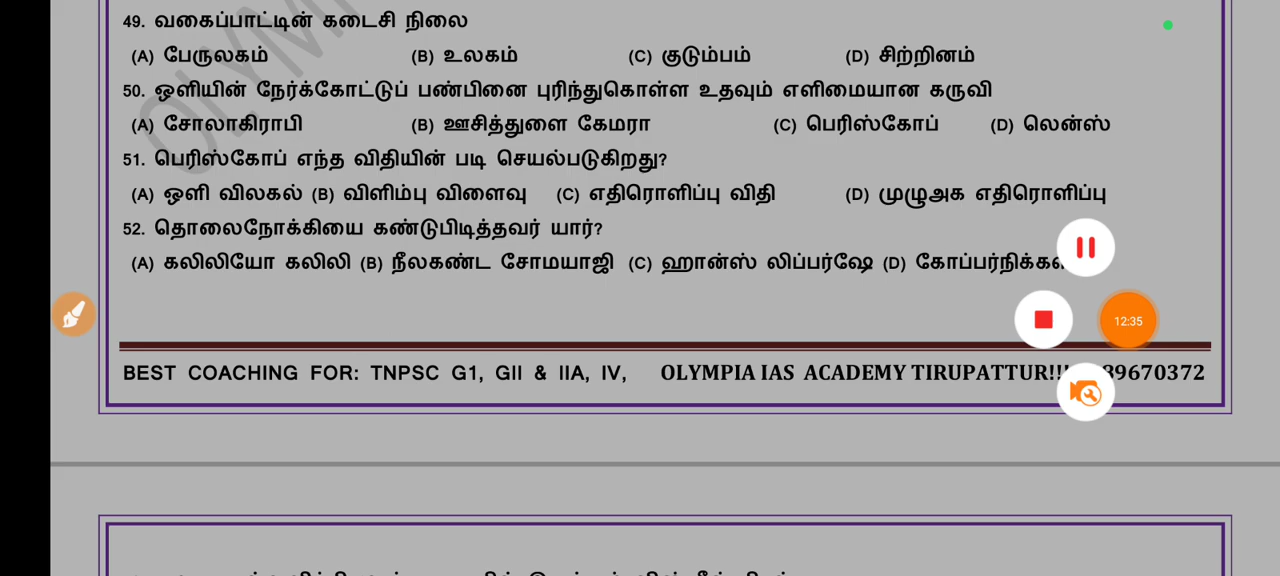 49. வகைப்பாட்டின் கடைசி நிலை
(A) பேருலகம் (B) உலகம் (C) குடும்பம் (D) சிற்றினம்
50. ஒளியின் நேர்க்கோட்டுப் பண்பினை புரிந்துகொள்ள உதவும் எளிமையான கருவி
(A) சோலாகிராபி (B) ஊசித்துளை கேமரா (C) பெரிஸ்கோப் (D) லென்ஸ்
51. பெரிஸ்கோப் எந்த விதியின் படி செயல்படுகிறது?
(A) ஒளி விலகல் (B) விளிம்பு விளைவு (C) எதிரொளிப்பு விதி (D) முழுஅக எதிரொளிப்பு
52. தொலைநோக்கியை கண்டுபிடித்தவர் யார்?
(A) கலிலியோ கலிலி (B) நீலகண்ட சோமயாஜி (C) ஹான்ஸ் லிப்பர்ஷே (D)
12:35
BEST COACHING FOR: TNPSC G1, GII & IIA, IV, OLYMPIA IAS ACADEMY TIRUPATTUR!!! 89670372